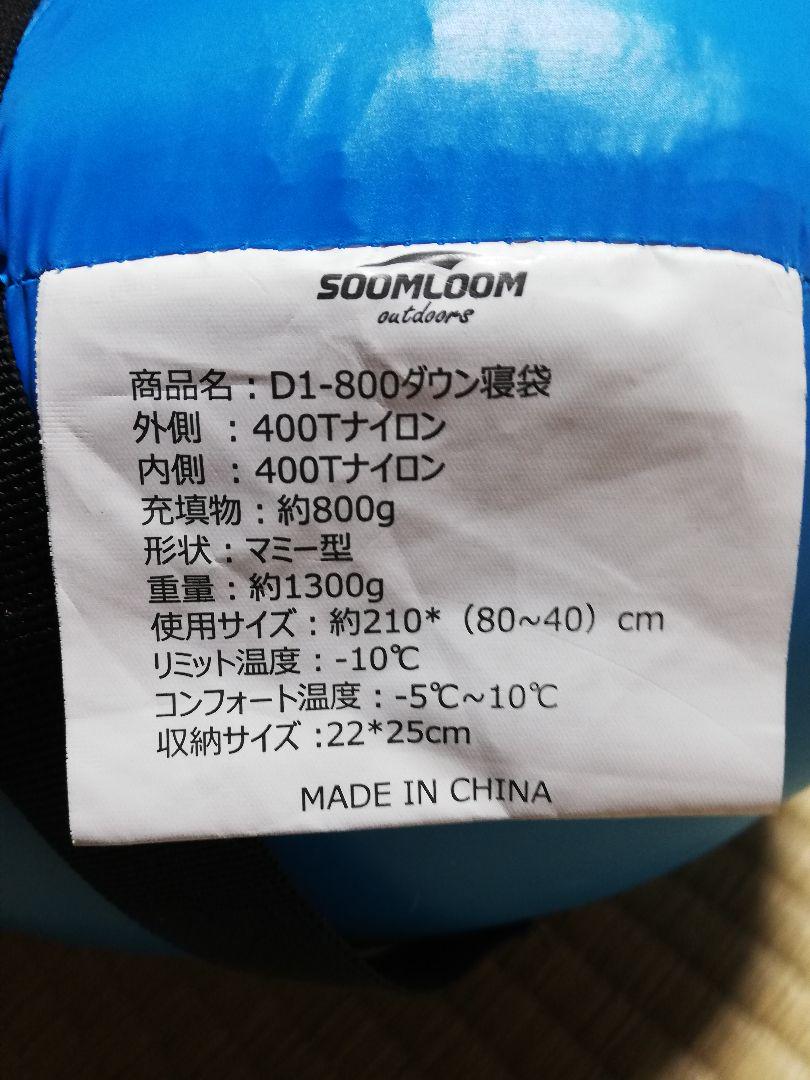 SOOMLOOM
outdoors
商品名：D1-800ダウン寝袋
外側 ：400Tナイロン
内側 ：400Tナイロン
充填物：約800g
形状：マミー型
重量：約1300g
使用サイズ：約210*（80~40）cm
リミット温度：-10℃
コンフォート温度：-5℃~10℃
収納サイズ:22*25cm
MADE IN CHINA